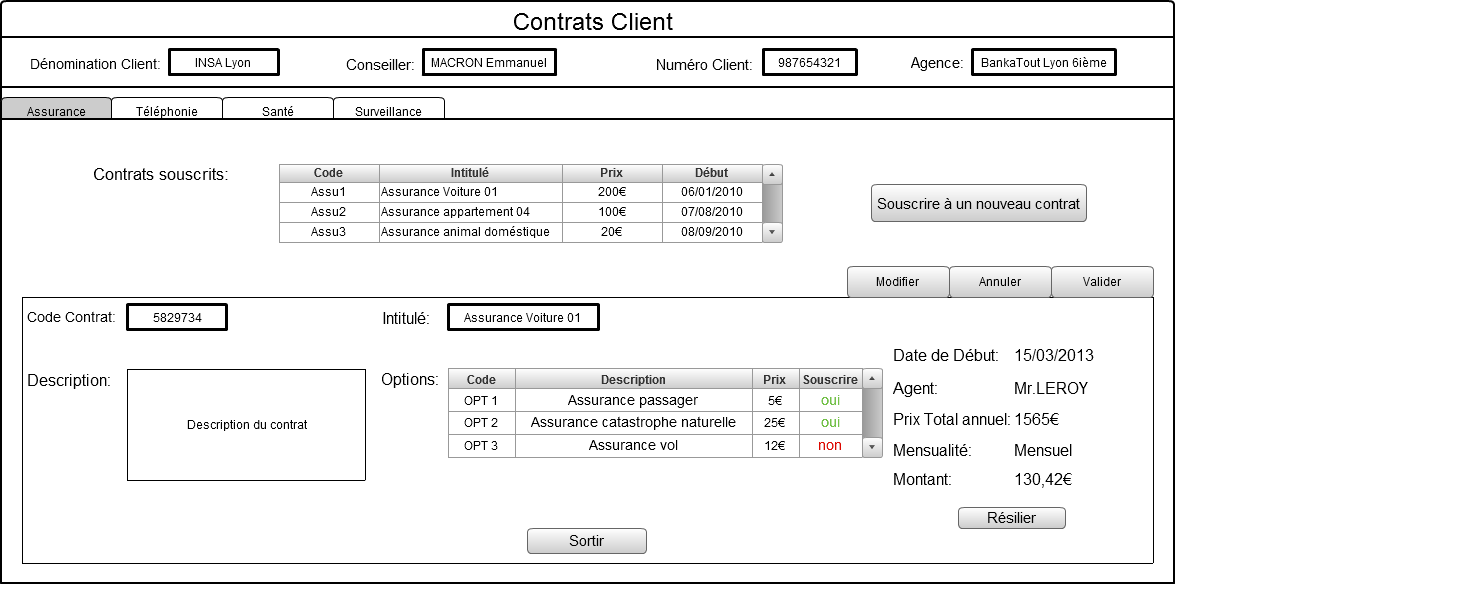 Contrats Client
Dénomination Client: INSA Lyon Conseiller: MACRON Emmanuel Numéro Client: 987654321 Agence: BankaTout Lyon 6ième
Assurance Téléphonie Santé Surveillance
Contrats souscrits:
Code Intitulé Prix Début
Assu1 Assurance Voiture 01 200€ 06/01/2010
Assu2 Assurance appartement 04 100€ 07/08/2010
Assu3 Assurance animal doméstique 20€ 08/09/2010
Souscrire à un nouveau contrat
Modifier Annuler Valider
Code Contrat: 5829734 Intitulé: Assurance Voiture 01
Description:
Description du contrat
Options:
Code Description Prix Souscrire
OPT 1 Assurance passager 5€ oui
OPT 2 Assurance catastrophe naturelle 25€ oui
OPT 3 Assurance vol 12€ non
Date de Début: 15/03/2013
Agent: Mr.LEROY
Prix Total annuel: 1565€
Mensualité: Mensuel
Montant: 130,42€
Résilier
Sortir